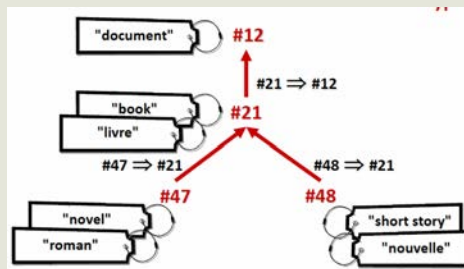 "document" #12
#21 ⇒ #12
"book" #21
"livre"
#47 ⇒ #21 #48 ⇒ #21
#47 #48
"novel" "short story"
"roman" "nouvelle"